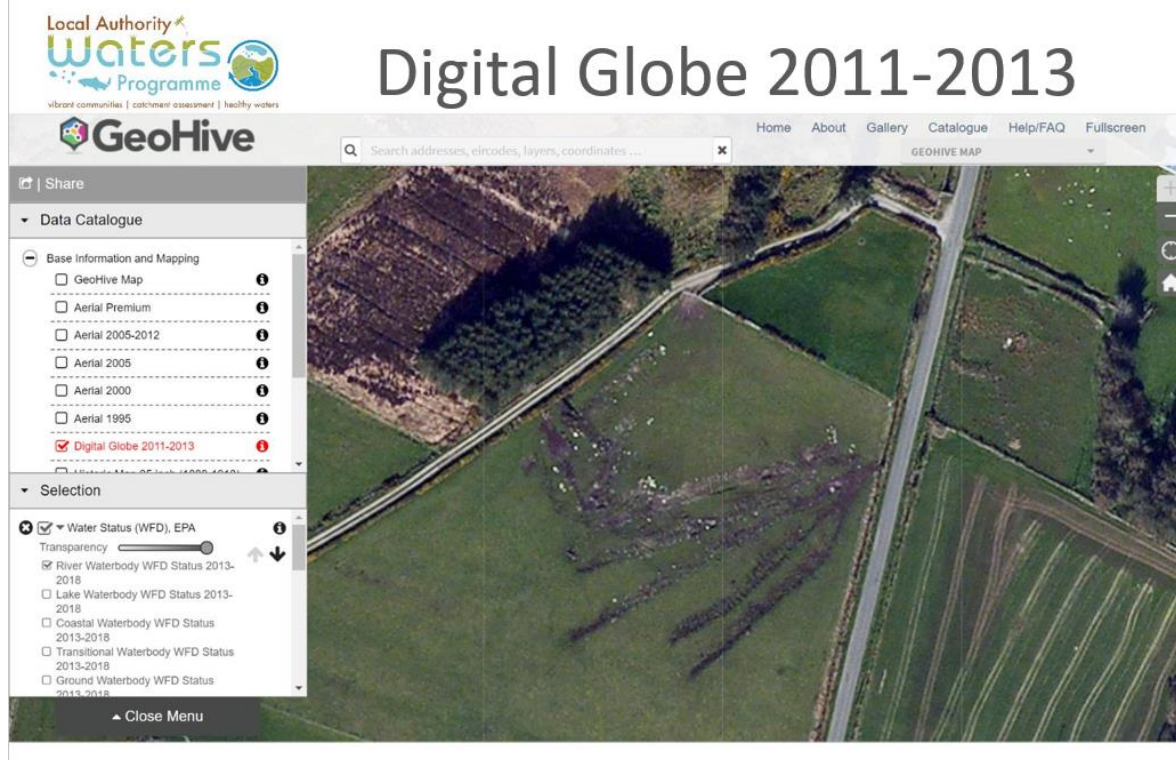 Local Authority
Waters
Programme
vibrant communities | catchment assessment | healthy waters
Digital Globe 2011-2013
GeoHive
Home About Gallery Catalogue Help/FAQ Fullscreen
Search addresses, eircodes, layers, coordinates ...
GEOHIVE MAP
| Share
Data Catalogue
Base Information and Mapping
GeoHive Map
Aerial Premium
Aerial 2005-2012
Aerial 2005
Aerial 2000
Aerial 1995
Digital Globe 2011-2013
Selection
Water Status (WFD), EPA
Transparency
River Waterbody WFD Status 2013-
2018
Lake Waterbody WFD Status 2013-
2018
Coastal Waterbody WFD Status
2013-2018
Transitional Waterbody WFD Status
2013-2018
Ground Waterbody WFD Status
2013-2018
Close Menu